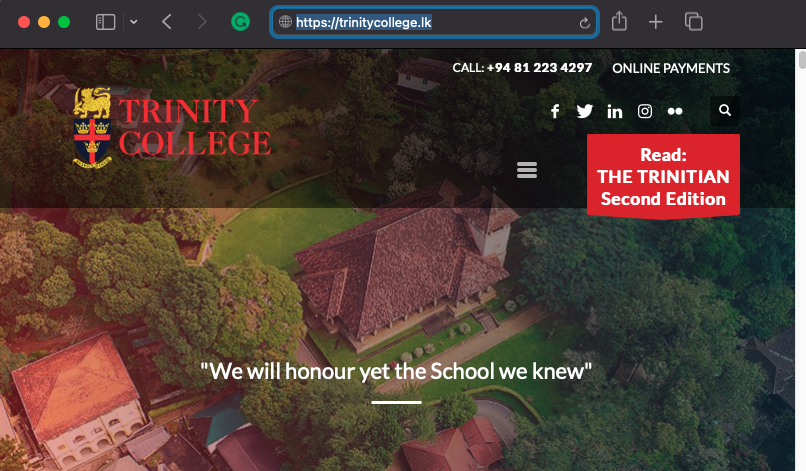 https://trinitycollege.lk
CALL: +94 81 223 4297 ONLINE PAYMENTS
TRINITY
COLLEGE
Read:
THE TRINITIAN
Second Edition
"We will honour yet the School we knew"